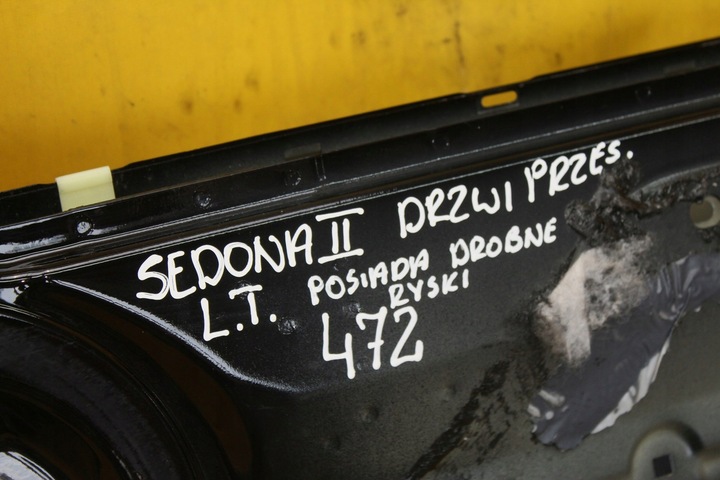 SEDONA II DRZWI PRZES.
L.T. POSIADA DROBNE
RYSKI
472